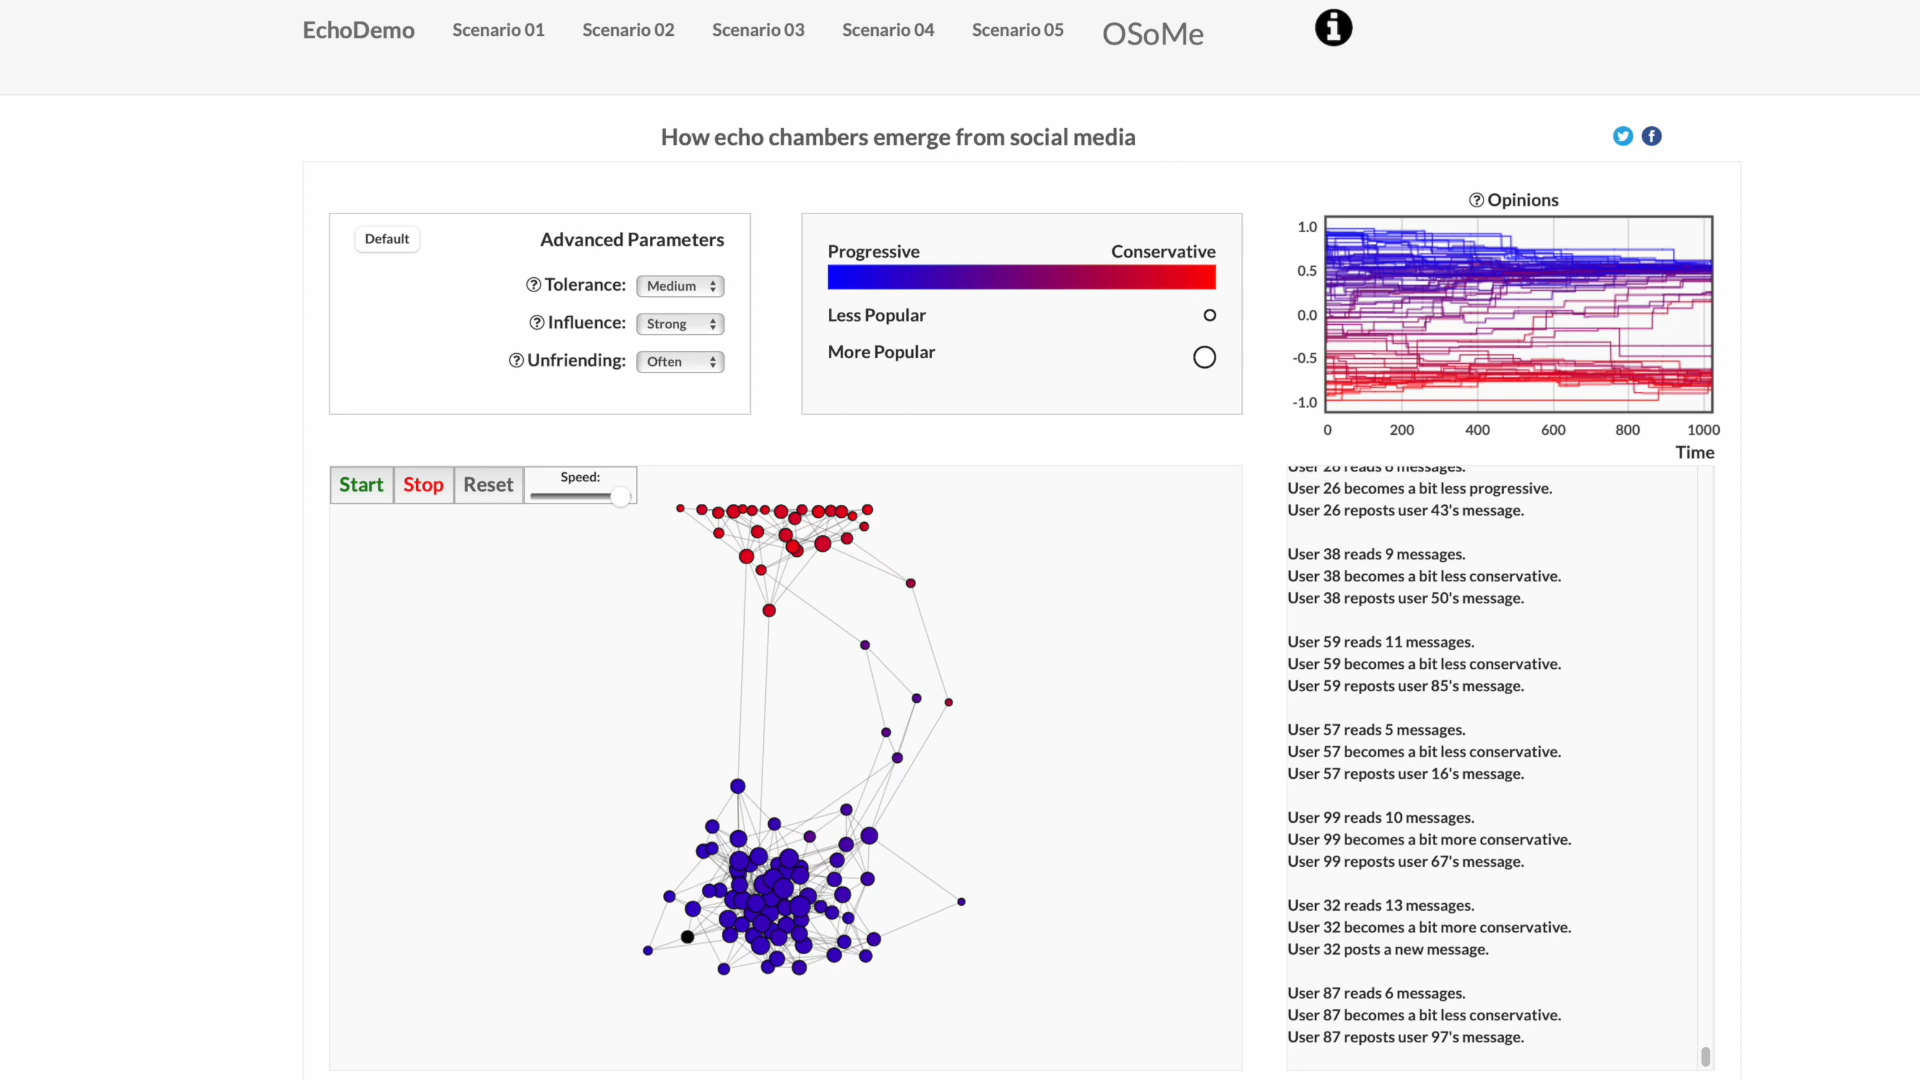 EchoDemo Scenario 01 Scenario 02 Scenario 03 Scenario 04 Scenario 05 OSoMe
How echo chambers emerge from social media
Default
Advanced Parameters
Tolerance: Medium
Influence: Strong
Unfriending: Often
Progressive Conservative
Less Popular
More Popular
Opinions
1.0
0.5
0.0
-0.5
-1.0
0 200 400 600 800 1000
Time
Start Stop Reset Speed:
User 26 reads 6 messages.
User 26 becomes a bit less progressive.
User 26 reposts user 43's message.
User 38 reads 9 messages.
User 38 becomes a bit less conservative.
User 38 reposts user 50's message.
User 59 reads 11 messages.
User 59 becomes a bit less conservative.
User 59 reposts user 85's message.
User 57 reads 5 messages.
User 57 becomes a bit less conservative.
User 57 reposts user 16's message.
User 99 reads 10 messages.
User 99 becomes a bit more conservative.
User 99 reposts user 67's message.
User 32 reads 13 messages.
User 32 becomes a bit more conservative.
User 32 posts a new message.
User 87 reads 6 messages.
User 87 becomes a bit less conservative.
User 87 reposts user 97's message.